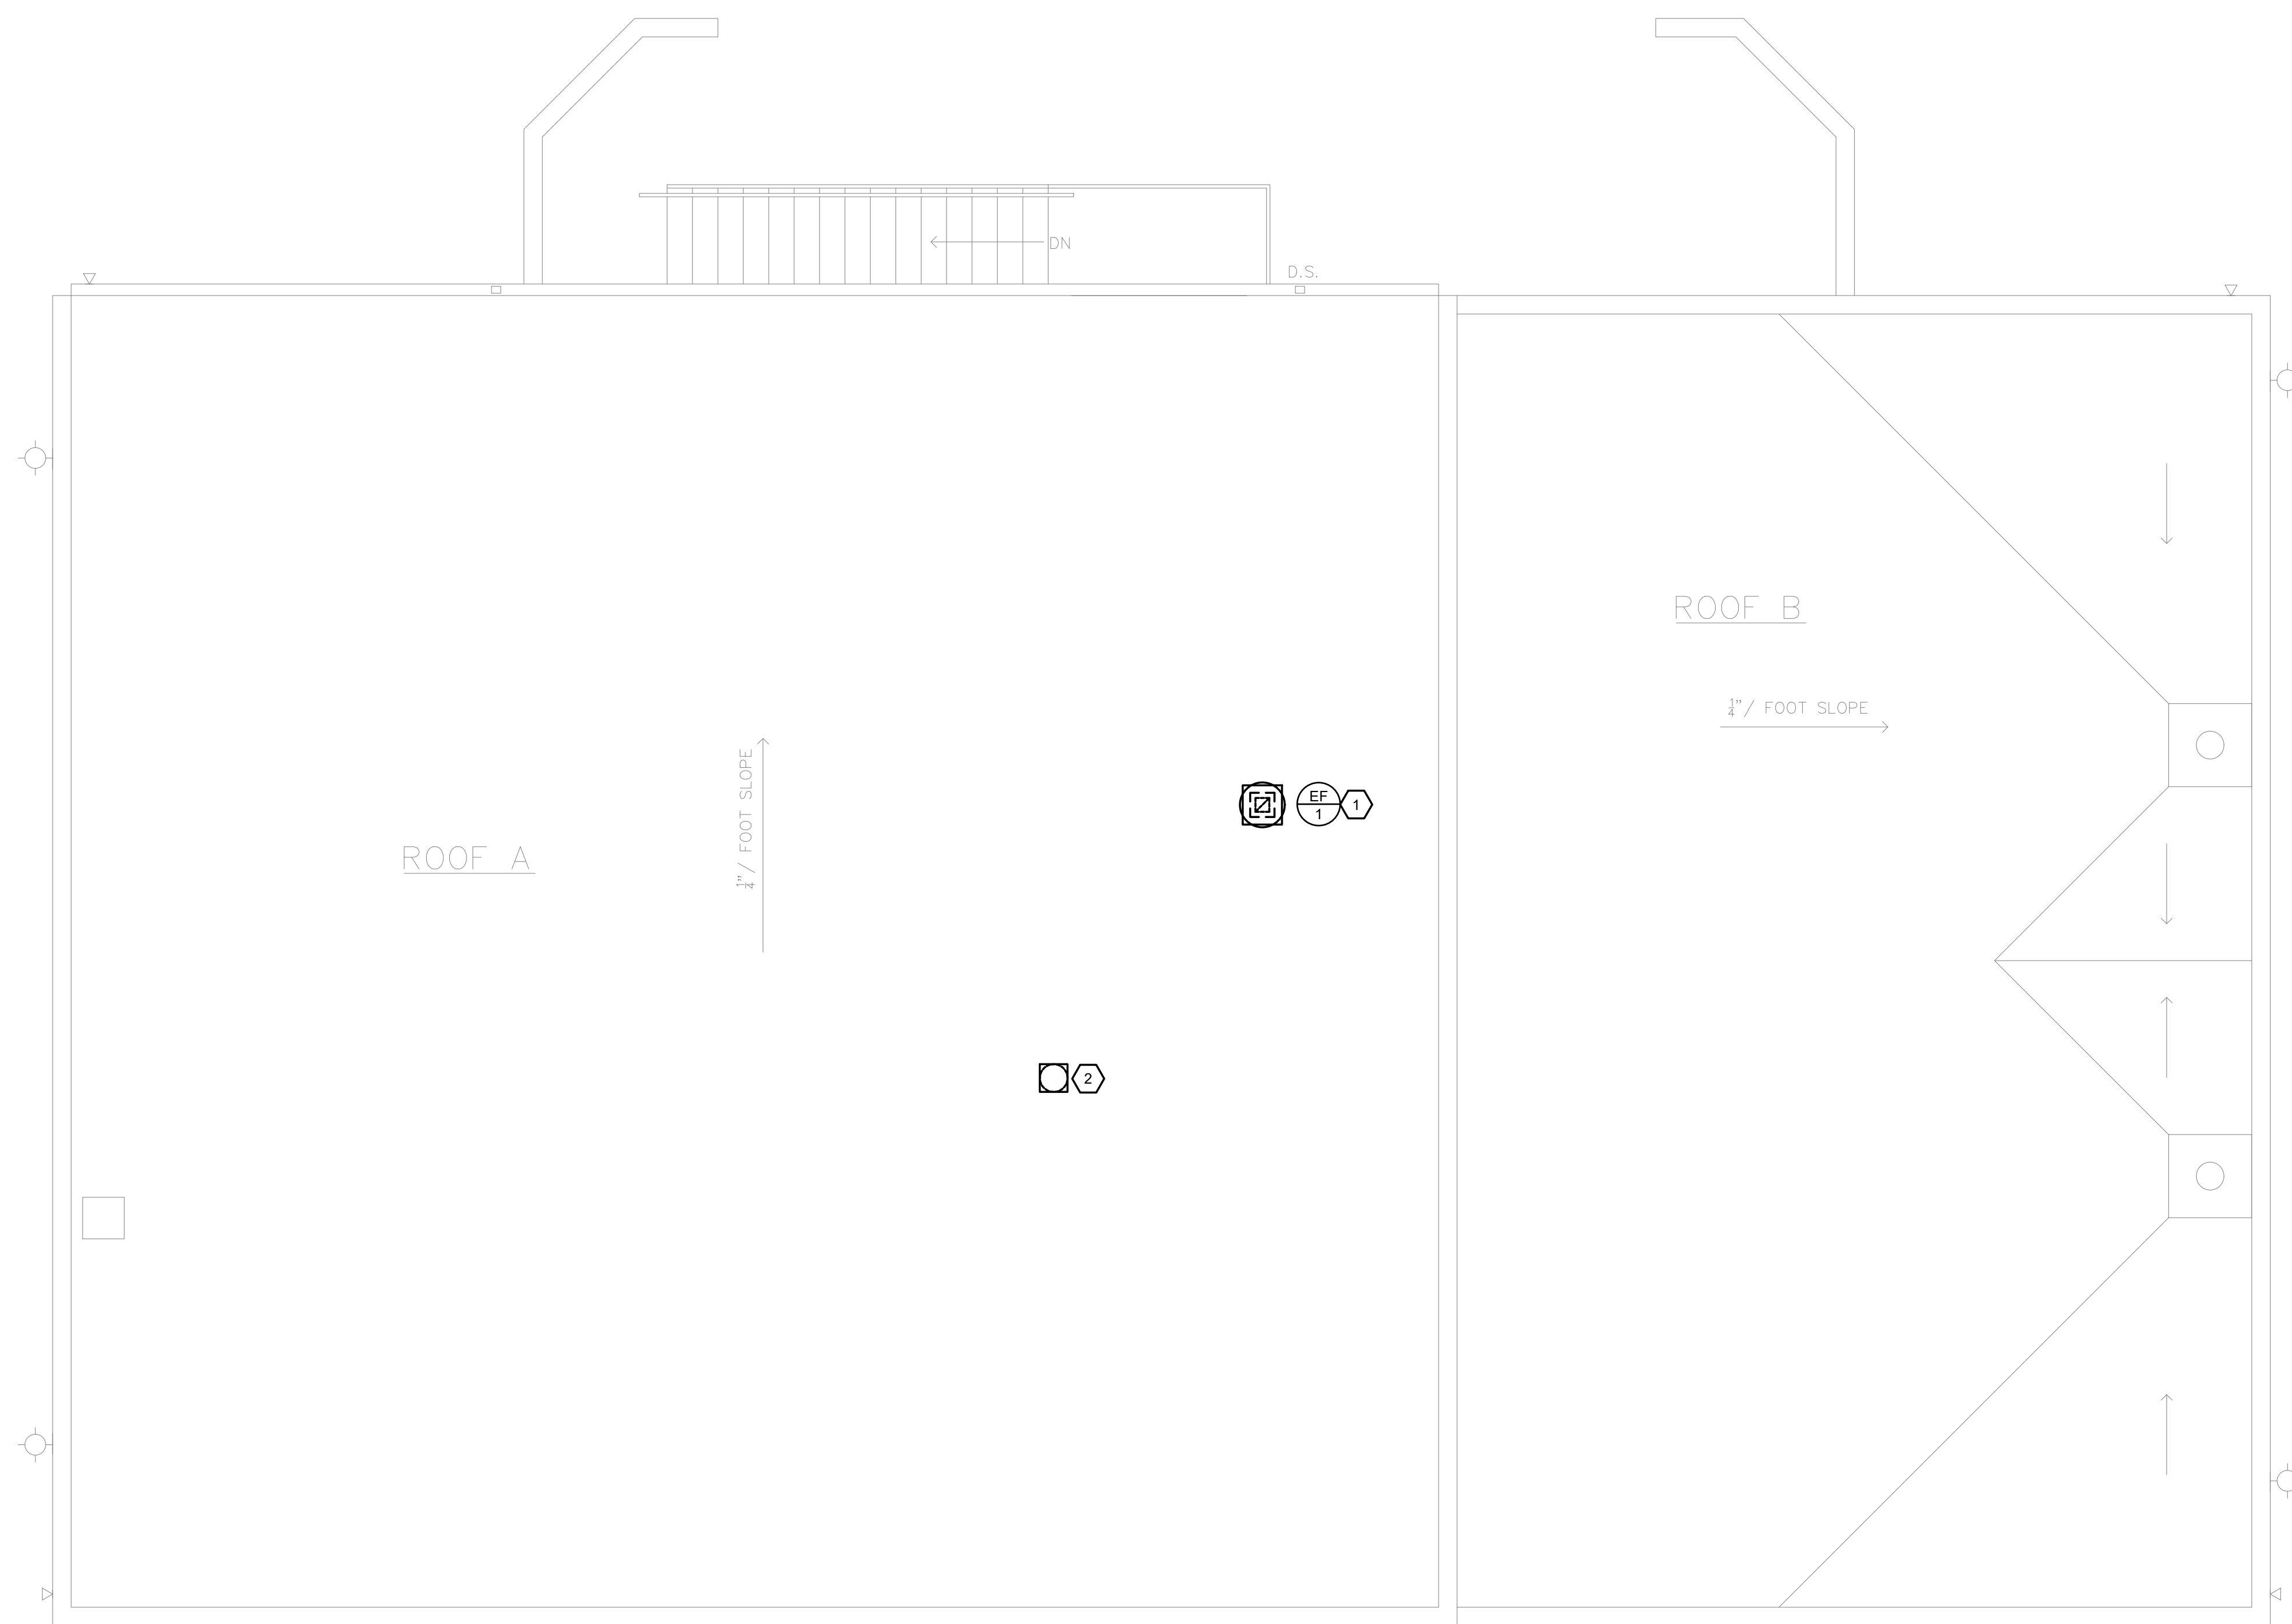 DN
D.S.
ROOF B
1/4"/ FOOT SLOPE
EF
1
1
1/4"/ FOOT SLOPE
ROOF A
2